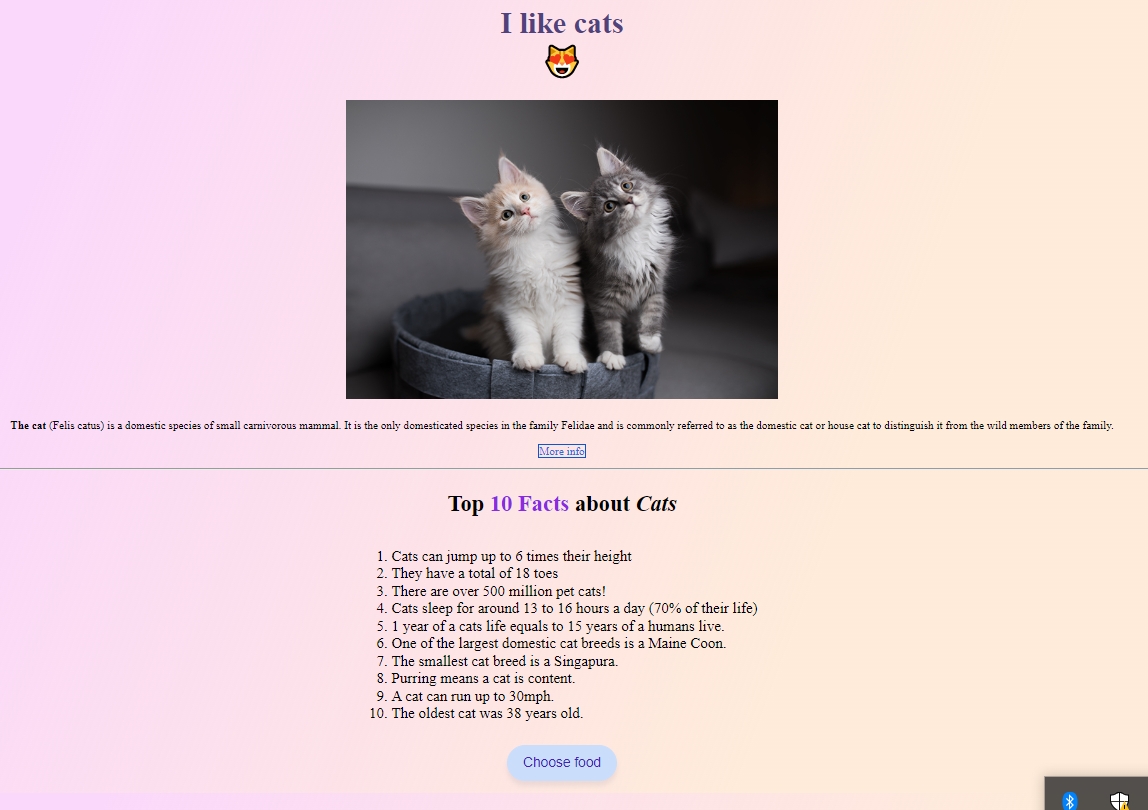 I like cats
The cat (Felis catus) is a domestic species of small carnivorous mammal. It is the only domesticated species in the family Felidae and is commonly referred to as the domestic cat or house cat to distinguish it from the wild members of the family.
More info
Top 10 Facts about Cats
1. Cats can jump up to 6 times their height
2. They have a total of 18 toes
3. There are over 500 million pet cats!
4. Cats sleep for around 13 to 16 hours a day (70% of their life)
5. 1 year of a cats life equals to 15 years of a humans live.
6. One of the largest domestic cat breeds is a Maine Coon.
7. The smallest cat breed is a Singapura.
8. Purring means a cat is content.
9. A cat can run up to 30mph.
10. The oldest cat was 38 years old.
Choose food